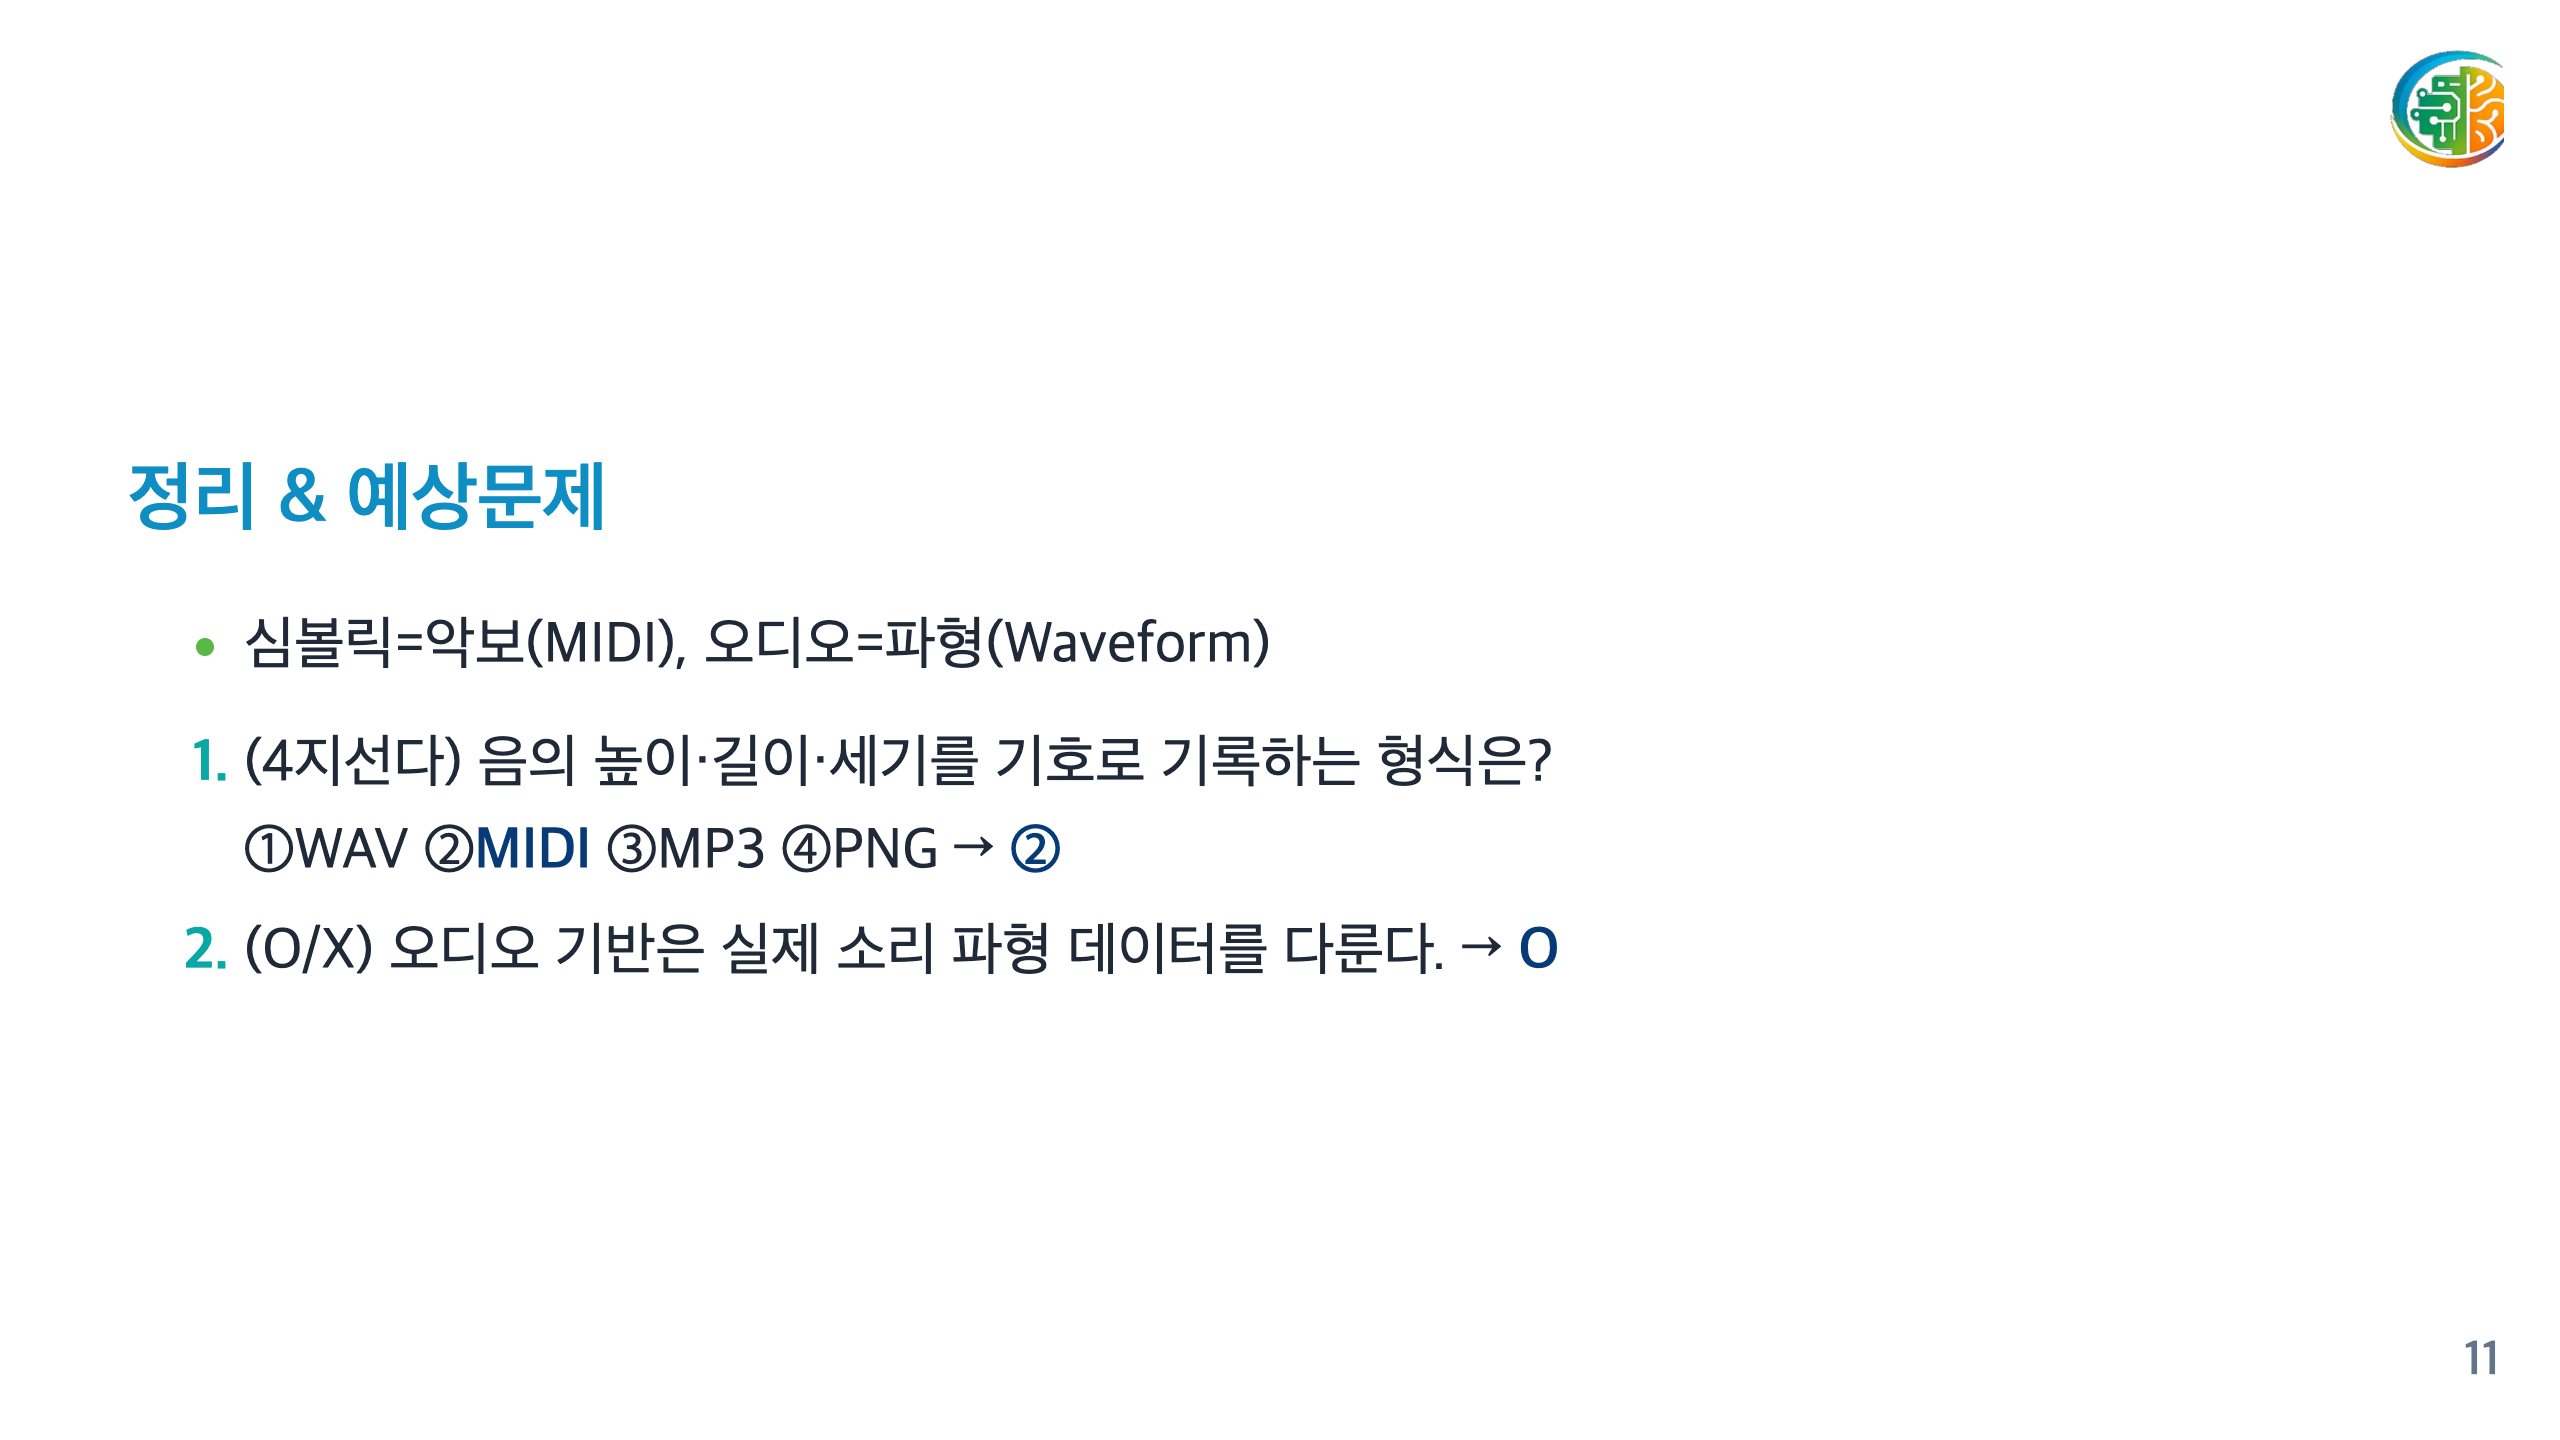 정리 & 예상문제
• 심볼릭=악보(MIDI), 오디오=파형(Waveform)
1. (4지선다) 음의 높이·길이·세기를 기호로 기록하는 형식은?
①WAV ②MIDI ③MP3 ④PNG → ②
2. (O/X) 오디오 기반은 실제 소리 파형 데이터를 다룬다. → O
11